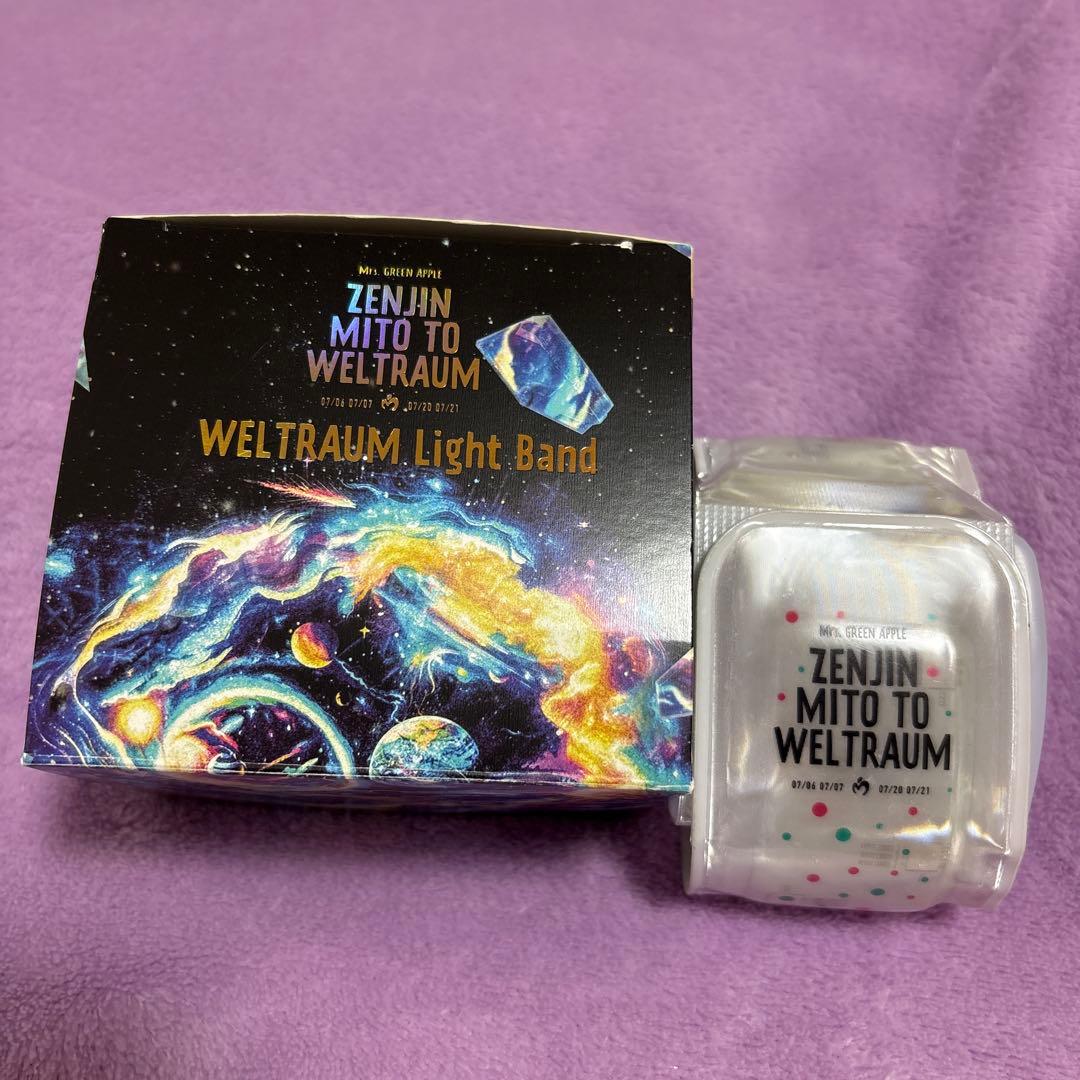 Mrs. GREEN APPLE
ZENJIN
MITO TO
WELTRAUM
07/06 07/07 07/20 07/21
WELTRAUM Light Band
Mrs. GREEN APPLE
ZENJIN
MITO TO
WELTRAUM
07/06 07/07 07/20 07/21